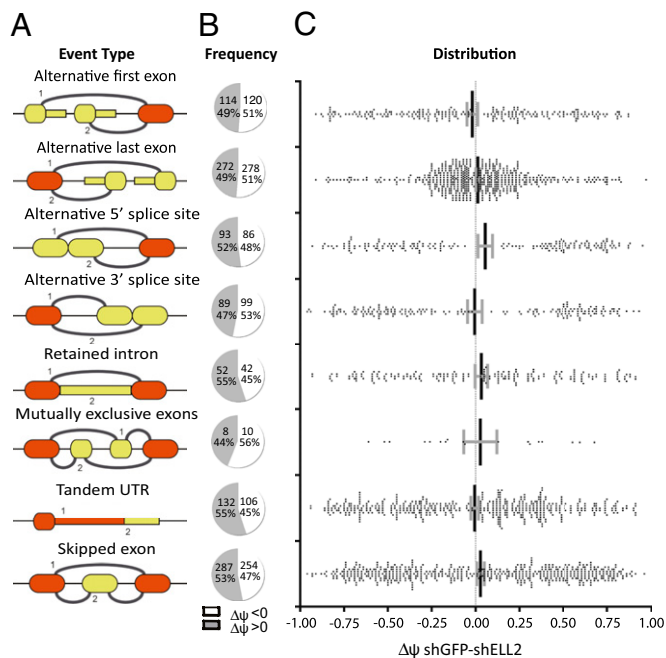 A
B
C
Event Type
Frequency
Distribution
Alternative first exon
1
2
114
49%
120
51%
Alternative last exon
1
2
272
49%
278
51%
Alternative 5' splice site
1
2
93
52%
86
48%
Alternative 3' splice site
1
2
89
47%
99
53%
Retained intron
1
2
52
55%
42
45%
Mutually exclusive exons
1
2
8
44%
10
56%
Tandem UTR
1
2
132
55%
106
45%
Skipped exon
1
2
287
53%
254
47%
Δψ <0
Δψ >0
-1.00 -0.75 -0.50 -0.25 0.00 0.25 0.50 0.75 1.00
Δψ shGFP-shELL2